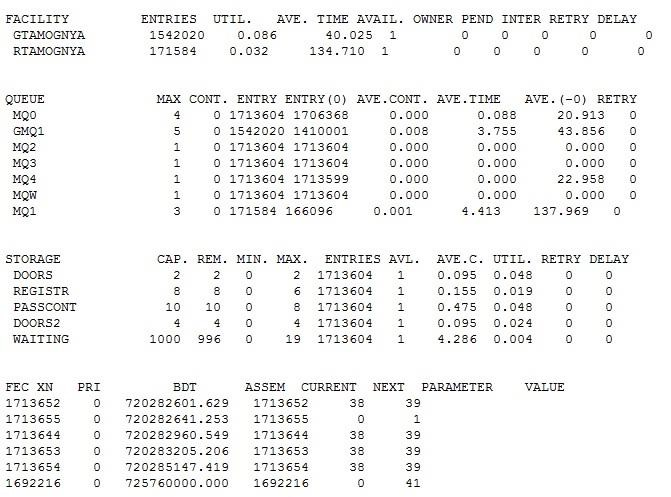 FACILITY ENTRIES UTIL. AVE. TIME AVAIL. OWNER PEND INTER RETRY DELAY
GTAMOGNYA 1542020 0.086 40.025 1 0 0 0 0 0
RTAMOGNYA 171584 0.032 134.710 1 0 0 0 0 0
QUEUE MAX CONT. ENTRY ENTRY(0) AVE.CONT. AVE.TIME AVE.(-0) RETRY
MQ0 4 0 1713604 1706368 0.000 0.088 20.913 0
GMQ1 5 0 1542020 1410001 0.008 3.755 43.856 0
MQ2 1 0 1713604 1713604 0.000 0.000 0.000 0
MQ3 1 0 1713604 1713604 0.000 0.000 0.000 0
MQ4 1 0 1713604 1713599 0.000 0.000 22.958 0
MQW 1 0 1713604 1713604 0.000 0.000 0.000 0
MQ1 3 0 171584 166096 0.001 4.413 137.969 0
STORAGE CAP. REM. MIN. MAX. ENTRIES AVL. AVE.C. UTIL. RETRY DELAY
DOORS 2 2 0 2 1713604 1 0.095 0.048 0 0
REGISTR 8 8 0 6 1713604 1 0.155 0.019 0 0
PASSCONT 10 10 0 8 1713604 1 0.475 0.048 0 0
DOORS2 4 4 0 4 1713604 1 0.095 0.024 0 0
WAITING 1000 996 0 19 1713604 1 4.286 0.004 0 0
FEC XN PRI BDT ASSEM CURRENT NEXT PARAMETER VALUE
1713652 0 720282601.629 1713652 38 39
1713655 0 720282641.253 1713655 0 1
1713644 0 720282960.549 1713644 38 39
1713653 0 720283205.206 1713653 38 39
1713654 0 720285147.419 1713654 38 39
1692216 0 725760000.000 1692216 0 41